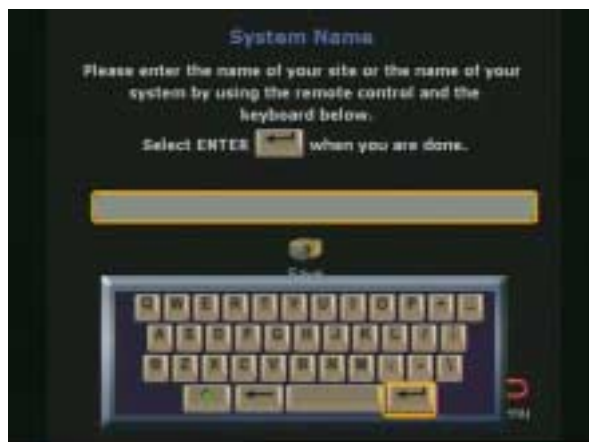 System Name
Please enter the name of your site or the name of your
system by using the remote control and the
keyboard below.
Select ENTER when you are done.
Save
Q W E R T Y U I O P
A S D F G H J K L
Z X C V B N M